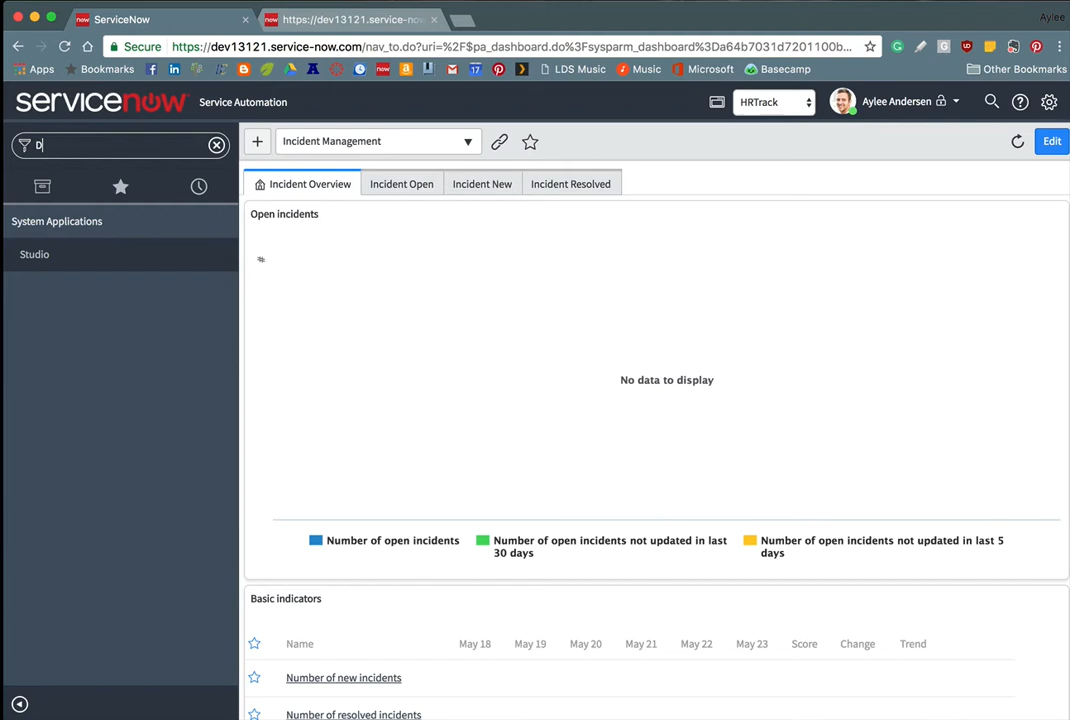 ServiceNow
https://dev13121.service-now
Aylee
Secure
https://dev13121.service-now.com/nav_to.do?uri=%2F$pa_dashboard.do%3Fsysparm_dashboard%3Da64b7031d7201100b...
Apps
Bookmarks
LDS Music
Music
Microsoft
Basecamp
Other Bookmarks
servicenow
Service Automation
HRTrack
Aylee Andersen
D
Incident Management
Edit
Incident Overview
Incident Open
Incident New
Incident Resolved
System Applications
Studio
Open incidents
#
No data to display
Number of open incidents
Number of open incidents not updated in last
30 days
Number of open incidents not updated in last 5
days
Basic indicators
Name
May 18
May 19
May 20
May 21
May 22
May 23
Score
Change
Trend
Number of new incidents
Number of resolved incidents